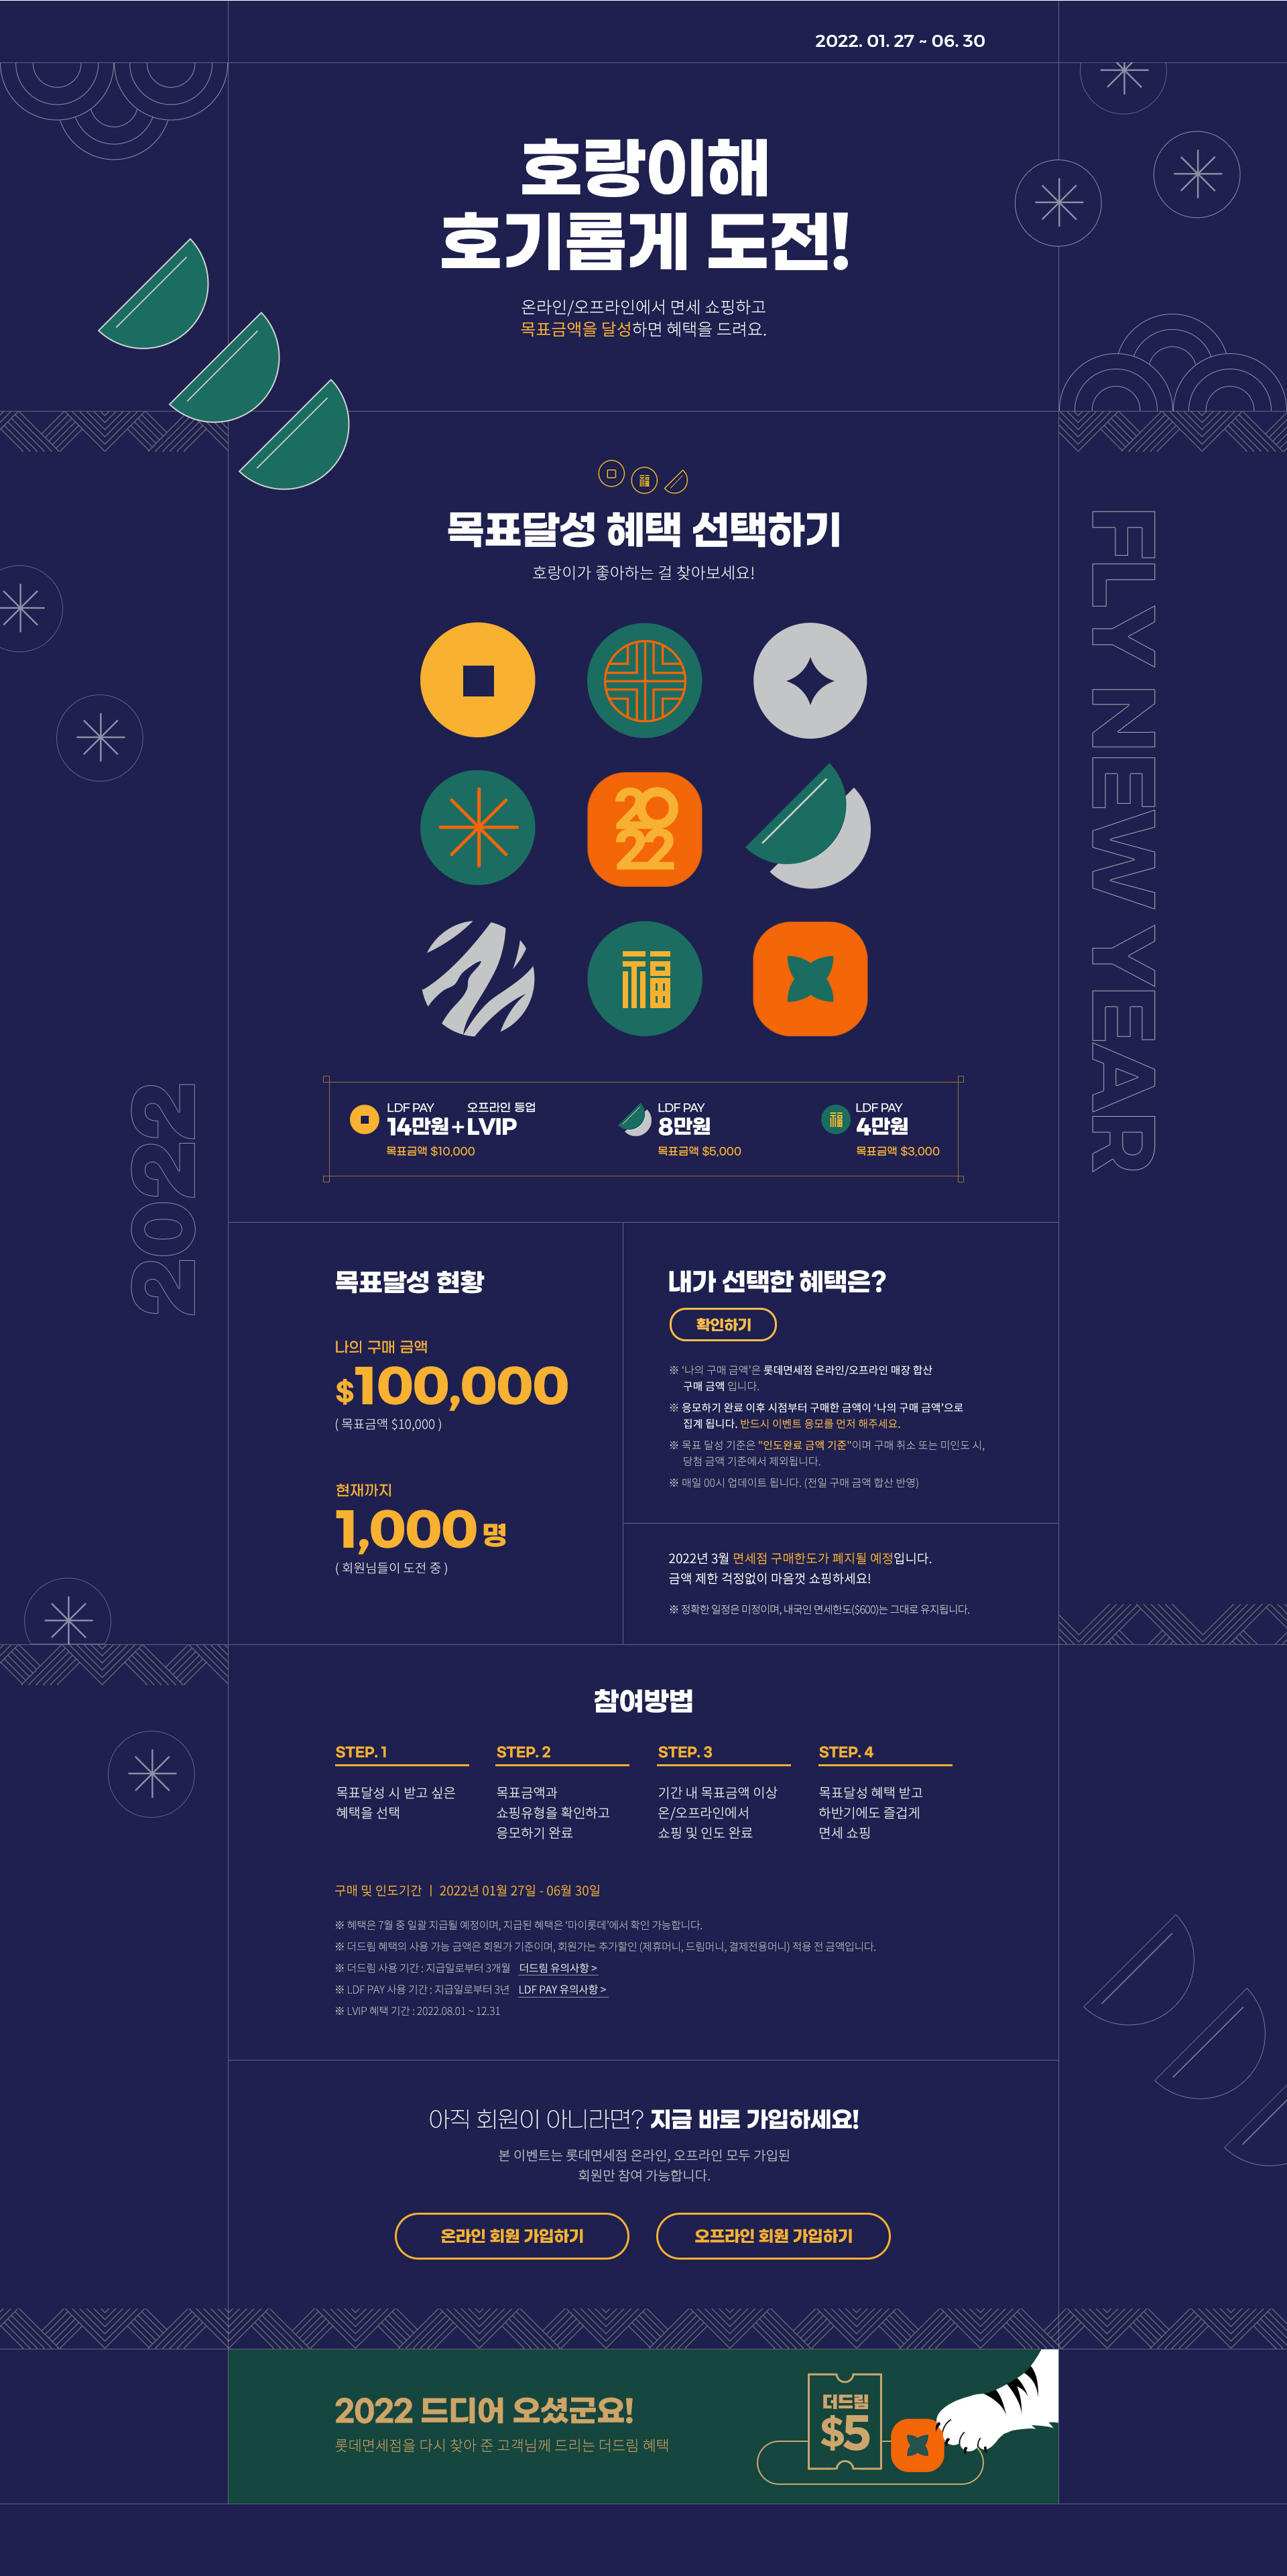 2022. 01. 27 ~ 06. 30
호랑이해
호기롭게 도전!
온라인/오프라인에서 면세 쇼핑하고
목표금액을 달성하면 혜택을 드려요.
福
목표달성 혜택 선택하기
호랑이가 좋아하는 걸 찾아보세요!
FLY NEW YEAR
20
22
福
2022
LDF PAY 오프라인 등업
14만원+LVIP
목표금액 $10,000
LDF PAY
8만원
목표금액 $5,000
福
LDF PAY
4만원
목표금액 $3,000
목표달성 현황
나의 구매 금액
$100,000
( 목표금액 $10,000 )
현재까지
1,000 명
( 회원님들이 도전 중 )
내가 선택한 혜택은?
확인하기
※ ‘나의 구매 금액’은 롯데면세점 온라인/오프라인 매장 합산
구매 금액 입니다.
※ 응모하기 완료 이후 시점부터 구매한 금액이 ‘나의 구매 금액’으로
집계 됩니다. 반드시 이벤트 응모를 먼저 해주세요.
※ 목표 달성 기준은 "인도완료 금액 기준"이며 구매 취소 또는 미인도 시,
당첨 금액 기준에서 제외됩니다.
※ 매일 00시 업데이트 됩니다. (전일 구매 금액 합산 반영)
2022년 3월 면세점 구매한도가 폐지될 예정입니다.
금액 제한 걱정없이 마음껏 쇼핑하세요!
※ 정확한 일정은 미정이며, 내국인 면세한도($600)는 그대로 유지됩니다.
참여방법
STEP. 1
목표달성 시 받고 싶은
혜택을 선택
STEP. 2
목표금액과
쇼핑유형을 확인하고
응모하기 완료
STEP. 3
기간 내 목표금액 이상
온/오프라인에서
쇼핑 및 인도 완료
STEP. 4
목표달성 혜택 받고
하반기에도 즐겁게
면세 쇼핑
구매 및 인도기간 | 2022년 01월 27일 - 06월 30일
※ 혜택은 7월 중 일괄 지급될 예정이며, 지급된 혜택은 ‘마이롯데’에서 확인 가능합니다.
※ 더드림 혜택의 사용 가능 금액은 회원가 기준이며, 회원가는 추가할인 (제휴머니, 드림머니, 결제전용머니) 적용 전 금액입니다.
※ 더드림 사용 기간 : 지급일로부터 3개월 더드림 유의사항 >
※ LDF PAY 사용 기간 : 지급일로부터 3년 LDF PAY 유의사항 >
※ LVIP 혜택 기간 : 2022.08.01 ~ 12.31
아직 회원이 아니라면? 지금 바로 가입하세요!
본 이벤트는 롯데면세점 온라인, 오프라인 모두 가입된
회원만 참여 가능합니다.
온라인 회원 가입하기
오프라인 회원 가입하기
2022 드디어 오셨군요!
롯데면세점을 다시 찾아 준 고객님께 드리는 더드림 혜택
더드림
$5